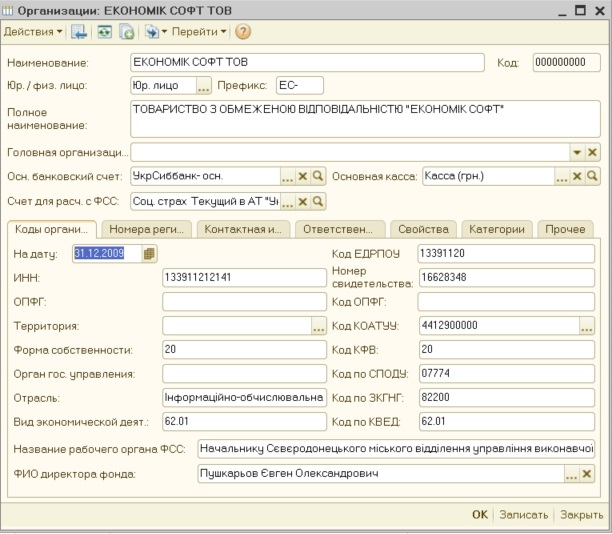 Организации: ЕКОНОМІК СОФТ ТОВ
Действия Перейти
Наименование: ЕКОНОМІК СОФТ ТОВ Код: 000000000
Юр. / физ. лицо: Юр. лицо ... Префикс: ЕС-
Полное наименование: ТОВАРИСТВО З ОБМЕЖЕНОЮ ВІДПОВІДАЛЬНІСТЮ "ЕКОНОМІК СОФТ"
Головная организаци...
Осн. банковский счет: УкрСиббанк- осн. ... Основная касса: Касса (грн.) ...
Счет для расч. с ФСС: Соц. страх Текущий в АТ "У ...
Коды органи... Номера реги... Контактная и... Ответствен... Свойства Категории Прочее
На дату: 31.12.2009 Код ЕДРПОУ 13391120
ИНН: 133911212141 Номер свидетельства: 16628348
ОПФГ: Код ОПФГ:
Территория: ... Код КОАТУУ: 4412900000 ...
Форма собственности: 20 Код КФВ: 20
Орган гос. управления: Код по СПОДУ: 07774
Отрасль: Інформаційно-обчислювальна Код по ЗКГНГ: 82200
Вид экономической деят.: 62.01 Код по КВЕД: 62.01
Название рабочего органа ФСС: Начальнику Сєвєродонецького міського відділення управління виконавчої
ФИО директора фонда: Пушкарьов Євген Олександрович ...
OK Записать Закрыть